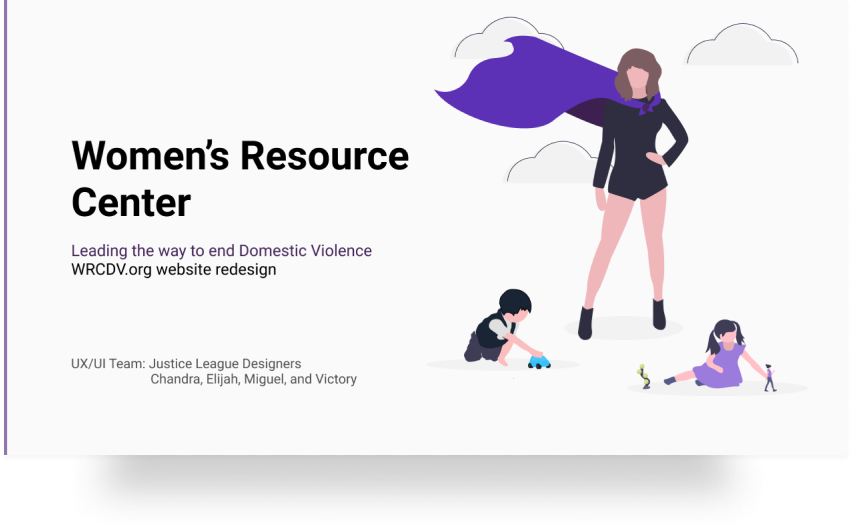 Women's Resource
Center
Leading the way to end Domestic Violence
WRCDV.org website redesign
UX/UI Team: Justice League Designers
Chandra, Elijah, Miguel, and Victory